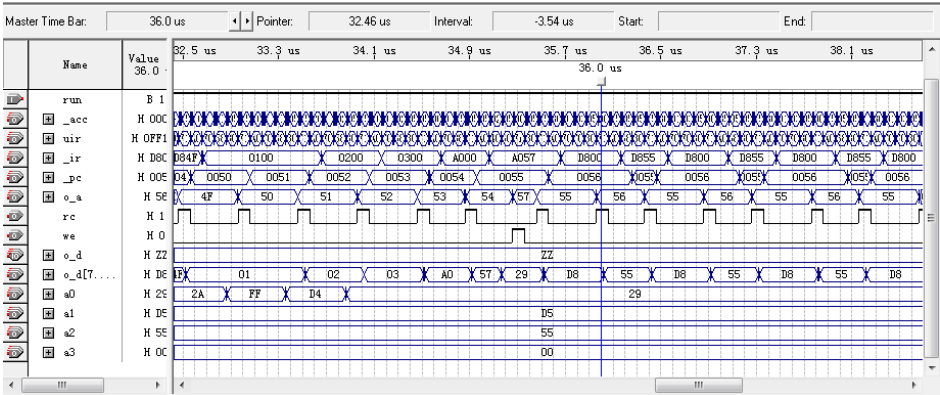 Master Time Bar: 36.0 us Pointer: 32.46 us Interval: -3.54 us Start: End:
Name Value 36.0
32.5 us 33.3 us 34.1 us 34.9 us 35.7 us 36.5 us 37.3 us 38.1 us
36.0 us
run B 1
_acc H 000
uir H 0FF1
_ir H D80 D84F 0100 0200 0300 A000 A057 D800 D855 D800 D855 D800 D855 D800
_pc H 005 04 0050 0051 0052 0053 0054 0055 0056 005 0056 005 0056 005 0056
o_a H 56 4F 50 51 52 53 54 57 55 56 55 56 55 56 55
rc H 1
we H 0
o_d H ZZ ZZ
o_d[7.... H D8 01 02 03 A0 57 29 D8 55 D8 55 D8 55 D8
a0 H 29 2A FF D4 29
a1 H D5 D5
a2 H 55 55
a3 H 00 00